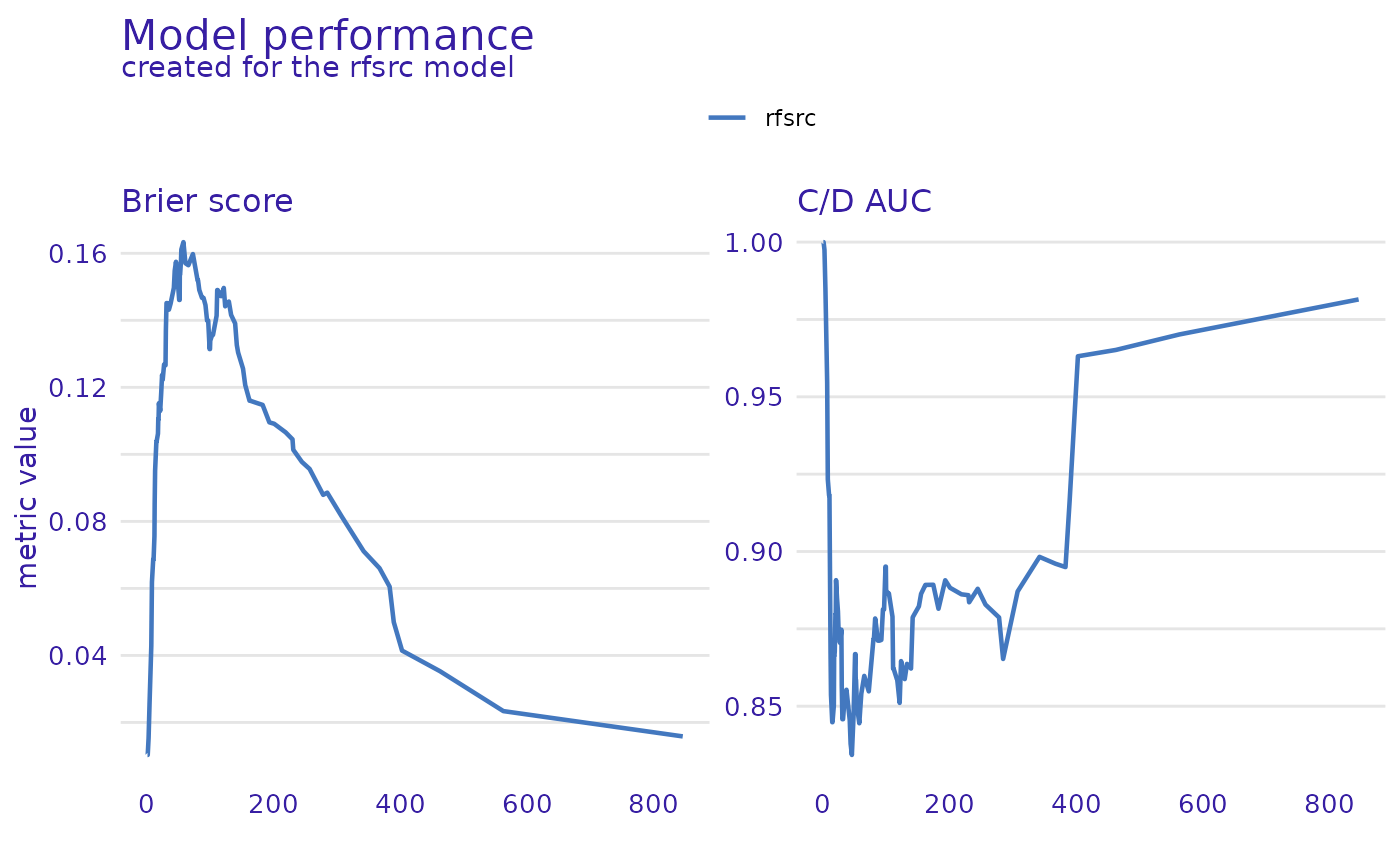 Model performance
created for the rfsrc model
rfsrc
Brier score
metric value
0.16
0.12
0.08
0.04
0 200 400 600 800
C/D AUC
1.00
0.95
0.90
0.85
0 200 400 600 800